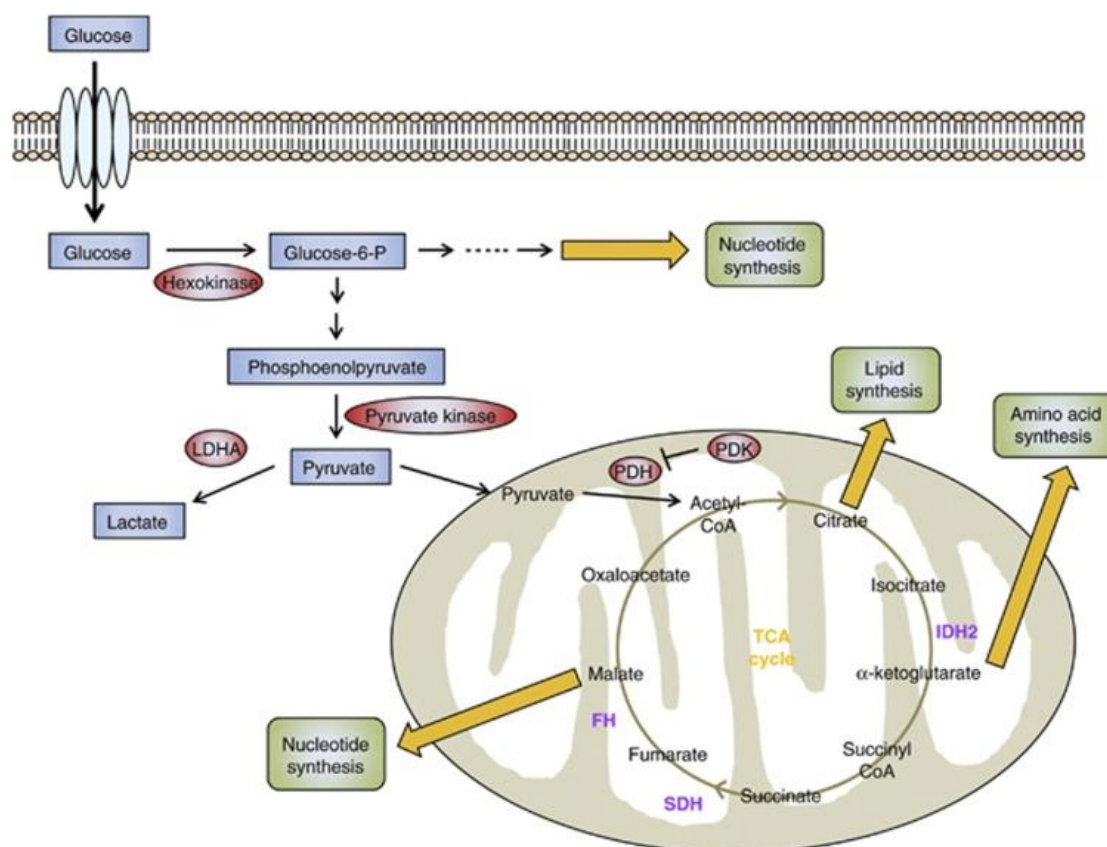 Glucose
Glucose
Hexokinase
Glucose-6-P
Nucleotide
synthesis
Phosphoenolpyruvate
Lipid
synthesis
Amino acid
synthesis
Pyruvate kinase
LDHA
Pyruvate
PDH
PDK
Lactate
Pyruvate
Acetyl-
CoA
Citrate
Oxaloacetate
Isocitrate
TCA
cycle
IDH2
Malate
α-ketoglutarate
FH
Nucleotide
synthesis
Fumarate
Succinyl
CoA
SDH
Succinate